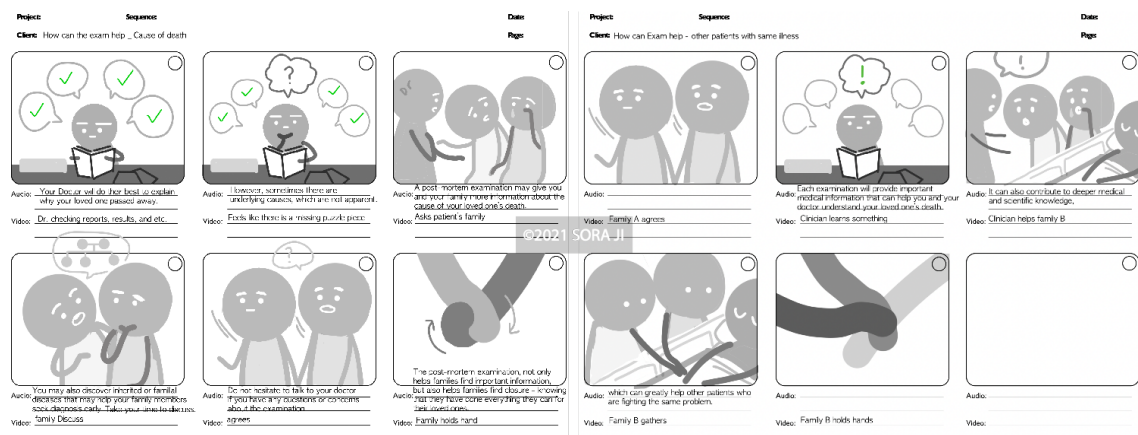 Project: Sequence: Date:
Client: How can the exam help _ Cause of death Page:
Audio: Your Doctor will do ther best to explain
why your loved one passed away.
Video: Dr. checking reports, results, and etc.
?
Audio: However, sometimes there are
underlying causes, which are not apparent.
Video: Feels like there is a missing puzzle piece
Dr
Audio: A post-mortem examination may give you
and your family more information about the
cause of your loved one's death.
Video: Asks patient's family
Audio: You may also discover inherited or familial
diseases that may help your family members
seek diagnosis early. Take your time to discuss.
Video: family Discuss
?
Audio: Do not hesitate to talk to your doctor
if you have any questions or concerns
about the examination.
Video: agrees
Audio: The post-mortem examination, not only
helps families find important information,
but also helps families find closure - knowing
that they have done everything they can for
their loved ones.
Video: Family holds hand
Project: Sequence: Date:
Client: How can Exam help - other patients with same illness Page:
Audio:
Video: Family A agrees
!
Audio: Each examination will provide important
medical information that can help you and your
doctor understand your loved one's death.
Video: Clinician learns something
?
Audio: It can also contribute to deeper medical
and scientific knowledge,
Video: Clinician helps family B
Audio: which can greatly help other patients who
are fighting the same problem.
Video: Family B gathers
Audio:
Video: Family B holds hands
Audio:
Video:
©2021 SORA JI